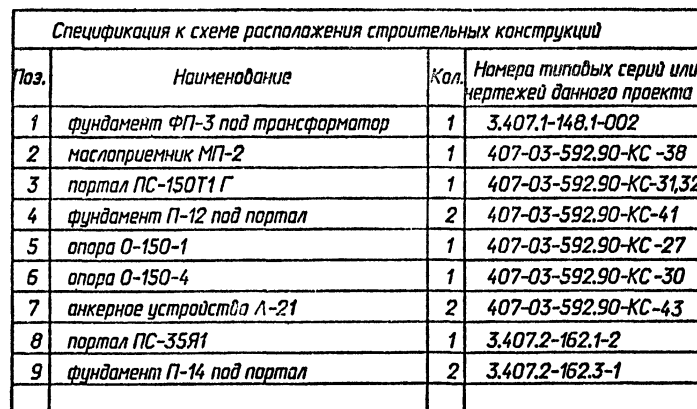 Спецификация к схеме расположения строительных конструкций
Поз. Наименование Кол. Номера типовых серий или чертежей данного проекта
1 фундамент ФП-3 под трансформатор 1 3.407.1-148.1-002
2 маслоприемник МП-2 1 407-03-592.90-КС-38
3 портал ПС-150Т1 Г 1 407-03-592.90-КС-31,32
4 фундамент П-12 под портал 2 407-03-592.90-КС-41
5 опора О-150-1 1 407-03-592.90-КС-27
6 опора О-150-4 1 407-03-592.90-КС-30
7 анкерное устройство А-21 2 407-03-592.90-КС-43
8 портал ПС-35Я1 1 3.407.2-162.1-2
9 фундамент П-14 под портал 2 3.407.2-162.3-1